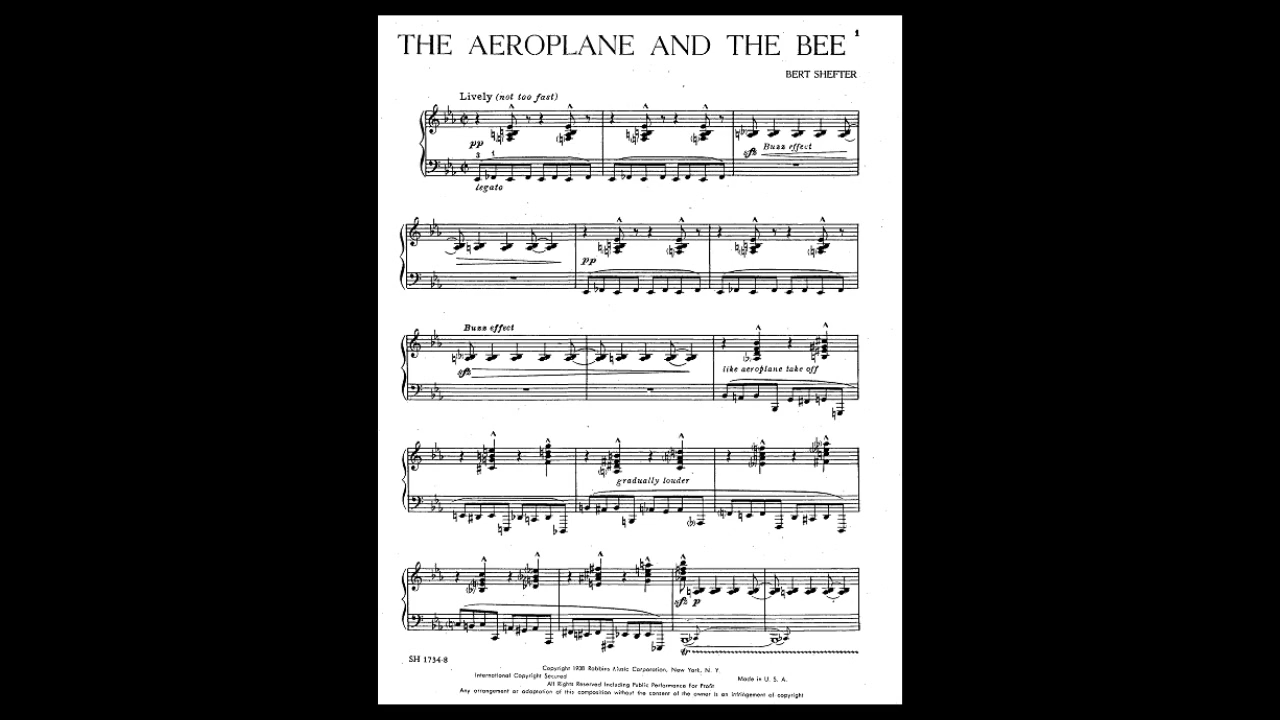 1
THE AEROPLANE AND THE BEE
BERT SHEFTER
Lively (not too fast)
pp
3 1
legato
sfz
Buzz effect
pp
Buzz effect
sfz
like aeroplane take off
gradually louder
sfz p
SH 1734-8
Copyright 1938 Robbins Music Corporation, New York, N. Y.
International Copyright Secured
Made in U. S. A.
All Rights Reserved Including Public Performance For Profit
Any arrangement or adaptation of this composition without the consent of the owner is an infringement of copyright